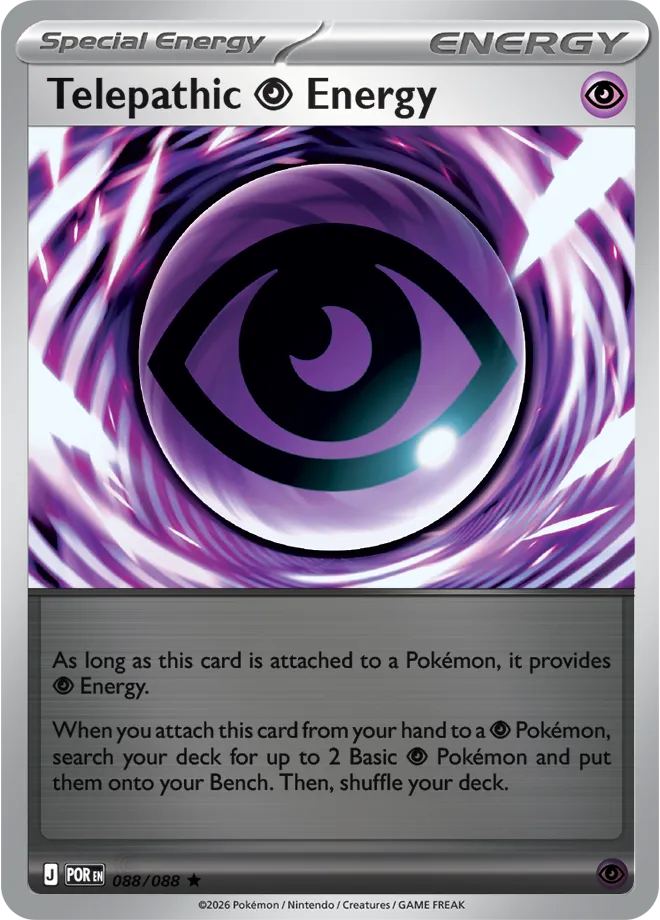 Special Energy
ENERGY
Telepathic Energy
As long as this card is attached to a Pokémon, it provides
Energy.
When you attach this card from your hand to a Pokémon,
search your deck for up to 2 Basic Pokémon and put
them onto your Bench. Then, shuffle your deck.
J POR EN 088/088 ★
©2026 Pokémon / Nintendo / Creatures / GAME FREAK